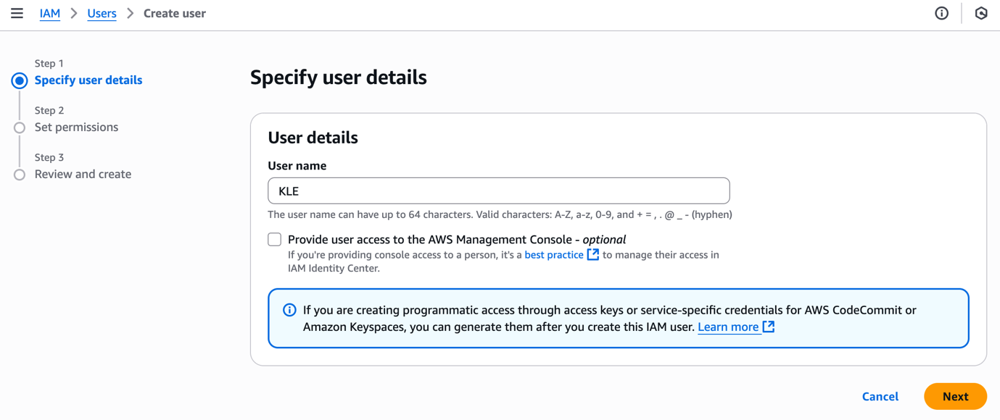 IAM > Users > Create user
Step 1
Specify user details
Step 2
Set permissions
Step 3
Review and create
Specify user details
User details
User name
KLE
The user name can have up to 64 characters. Valid characters: A-Z, a-z, 0-9, and + = , . @ _ - (hyphen)
Provide user access to the AWS Management Console - optional
If you're providing console access to a person, it's a best practice to manage their access in
IAM Identity Center.
If you are creating programmatic access through access keys or service-specific credentials for AWS CodeCommit or
Amazon Keyspaces, you can generate them after you create this IAM user. Learn more
Cancel
Next